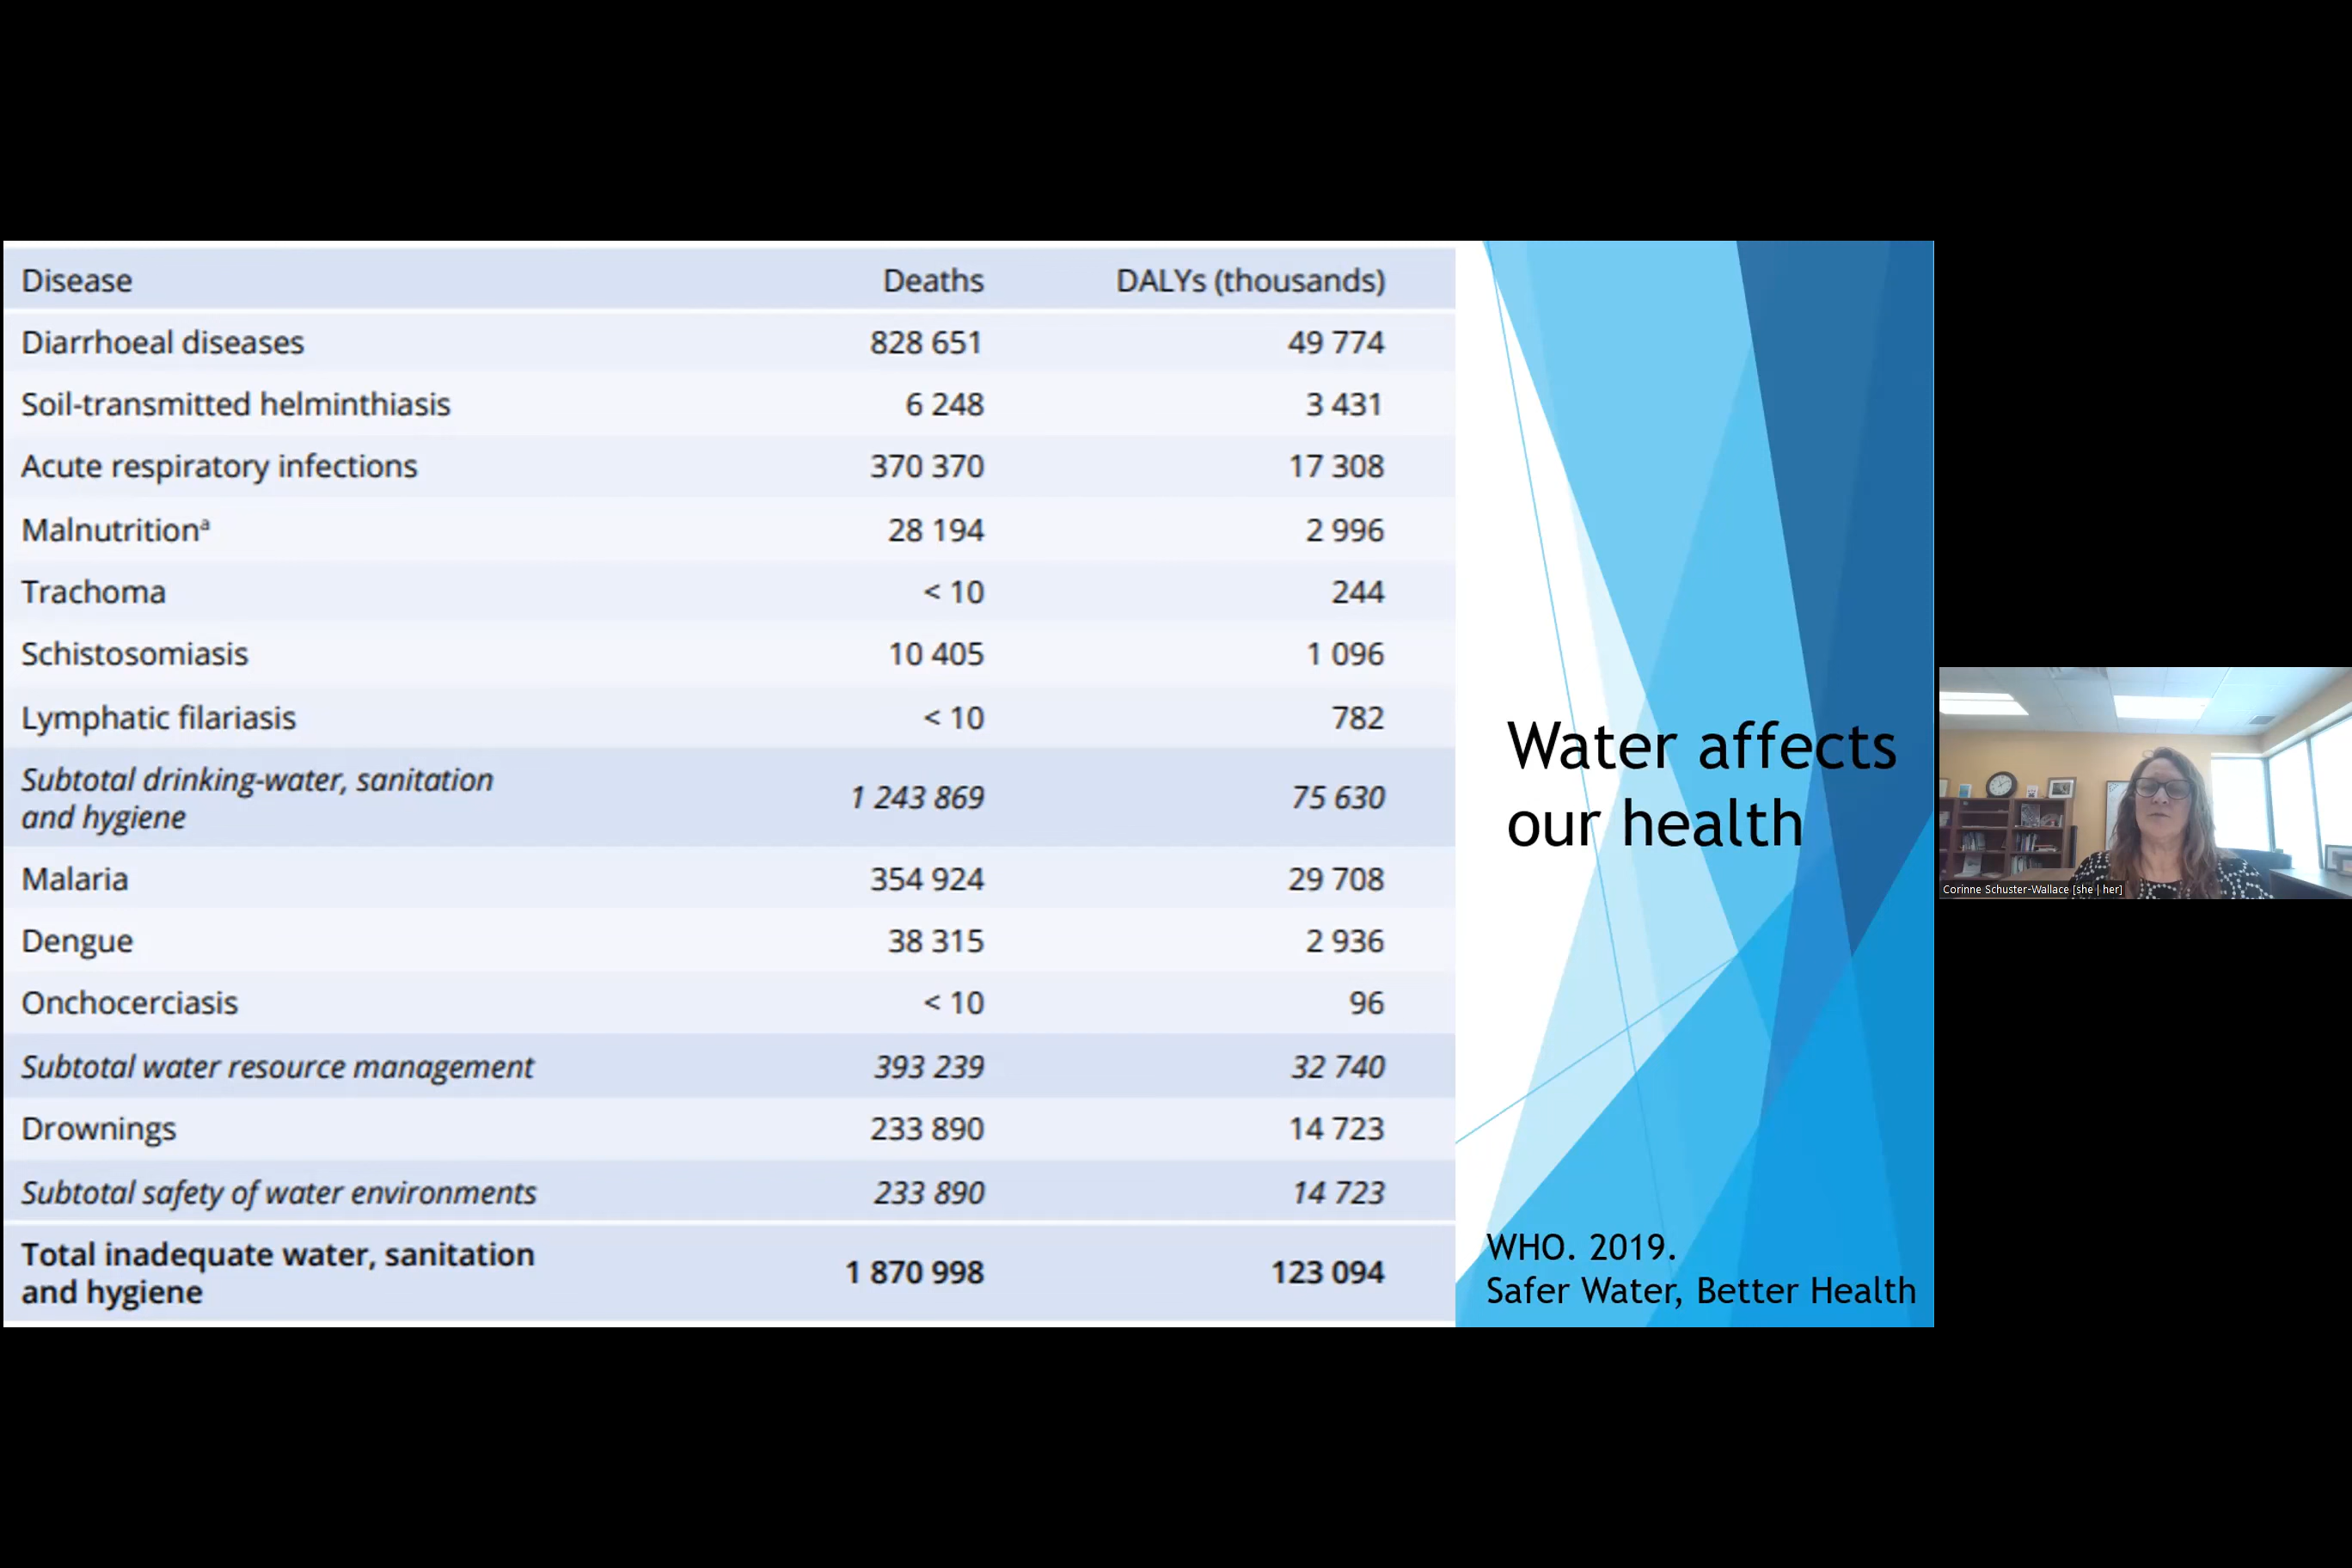 Disease Deaths DALYs (thousands)
Diarrhoeal diseases 828 651 49 774
Soil-transmitted helminthiasis 6 248 3 431
Acute respiratory infections 370 370 17 308
Malnutritionᵃ 28 194 2 996
Trachoma < 10 244
Schistosomiasis 10 405 1 096
Lymphatic filariasis < 10 782
Subtotal drinking-water, sanitation
and hygiene 1 243 869 75 630
Malaria 354 924 29 708
Dengue 38 315 2 936
Onchocerciasis < 10 96
Subtotal water resource management 393 239 32 740
Drownings 233 890 14 723
Subtotal safety of water environments 233 890 14 723
Total inadequate water, sanitation
and hygiene 1 870 998 123 094
Water affects
our health
WHO. 2019.
Safer Water, Better Health
Corinne Schuster-Wallace [she | her]